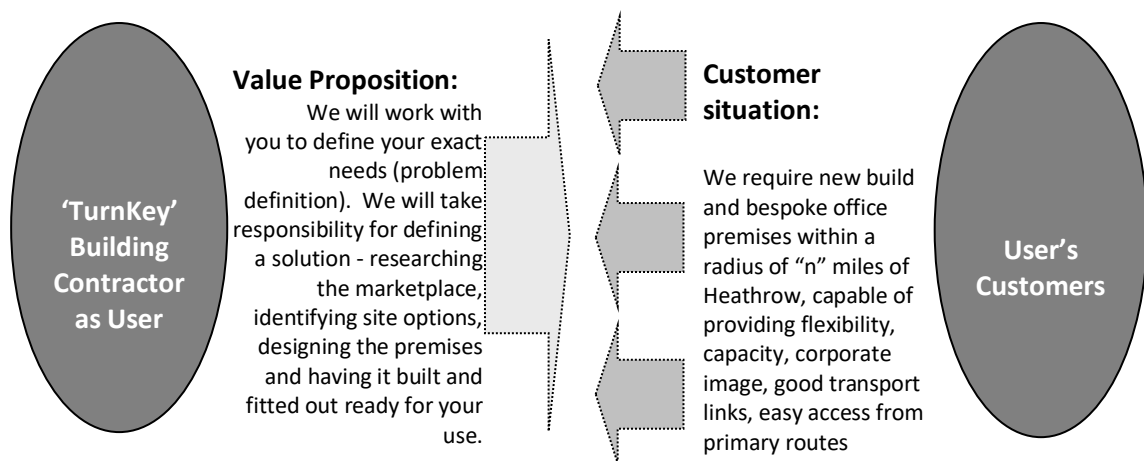 ‘TurnKey’
Building
Contractor
as User
Value Proposition:
We will work with
you to define your exact
needs (problem
definition).  We will take
responsibility for defining
a solution - researching
the marketplace,
identifying site options,
designing the premises
and having it built and
fitted out ready for your
use.
Customer
situation:
We require new build
and bespoke office
premises within a
radius of “n” miles of
Heathrow, capable of
providing flexibility,
capacity, corporate
image, good transport
links, easy access from
primary routes
User’s
Customers